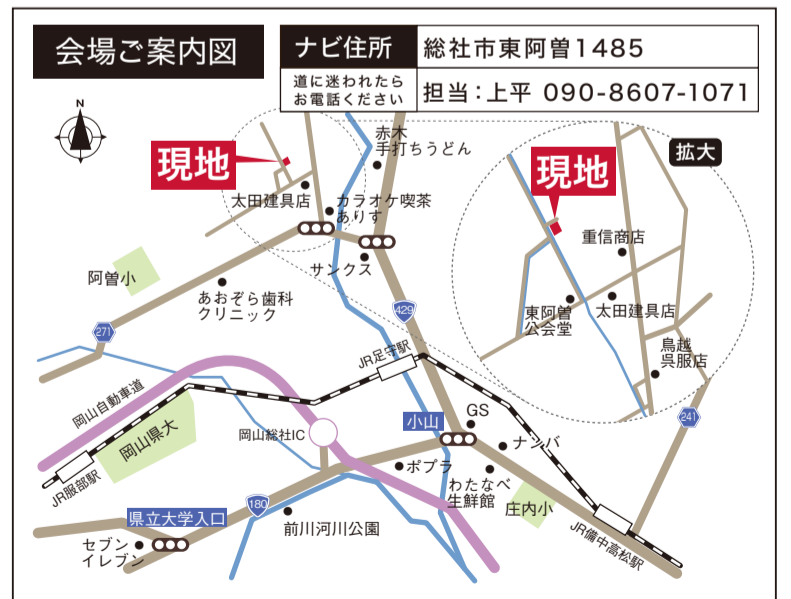 会場ご案内図
ナビ住所
総社市東阿曽1485
道に迷われたら
お電話ください
担当：上平 090-8607-1071
N
現地
赤木
手打ちうどん
太田建具店
カラオケ喫茶
ありす
サンクス
阿曽小
あおぞら歯科
クリニック
271
429
拡大
現地
重信商店
東阿曽
公会堂
太田建具店
鳥越
呉服店
JR足守駅
岡山自動車道
岡山県大
岡山総社IC
小山
GS
ナンバ
241
ポプラ
わたなべ
生鮮館
庄内小
JR服部駅
180
県立大学入口
前川河川公園
セブン
イレブン
JR備中高松駅